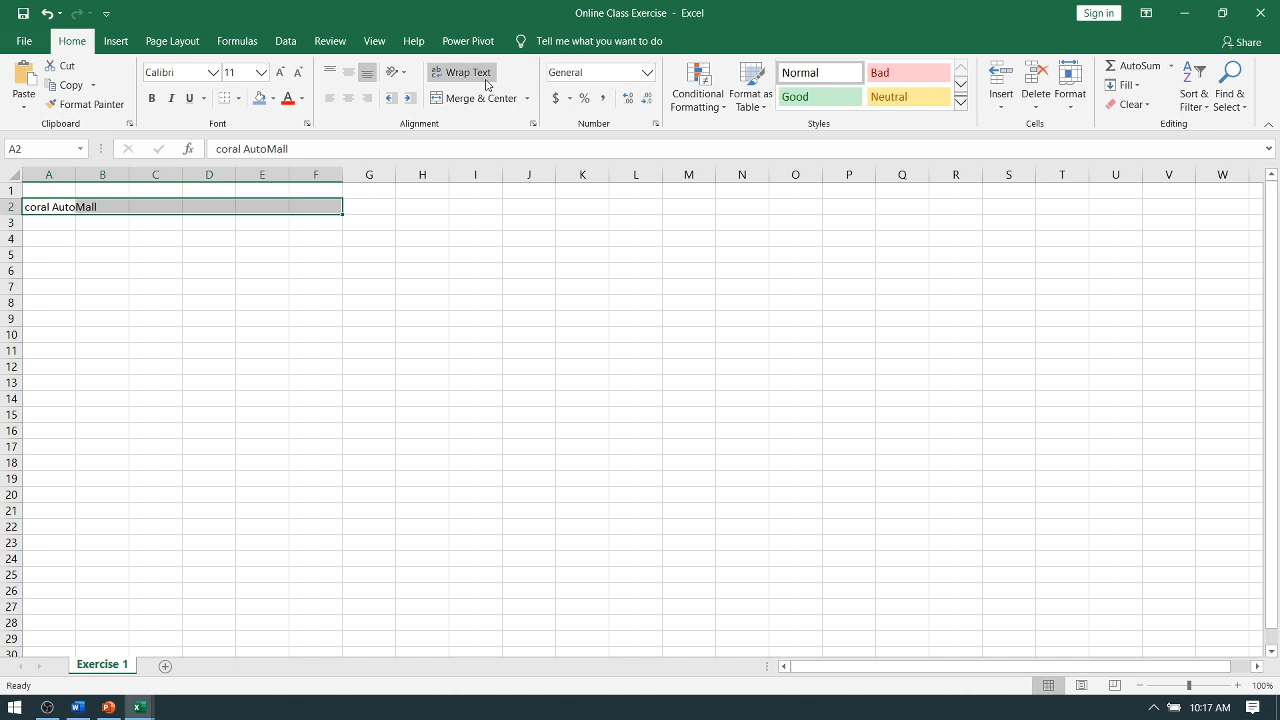 Online Class Exercise - Excel
Sign in
File Home Insert Page Layout Formulas Data Review View Help Power Pivot Tell me what you want to do Share
Paste
Cut
Copy
Format Painter
Clipboard
Calibri 11
B I U
Font
Wrap Text
Merge & Center
Alignment
General
$ % ,
Number
Conditional Formatting
Format as Table
Normal Bad
Good Neutral
Styles
Insert Delete Format
Cells
AutoSum
Fill
Clear
Sort & Filter
Find & Select
Editing
A2 fx coral AutoMall
A B C D E F G H I J K L M N O P Q R S T U V W
1
2 coral AutoMall
3
4
5
6
7
8
9
10
11
12
13
14
15
16
17
18
19
20
21
22
23
24
25
26
27
28
29
30
Exercise 1
Ready 100%
10:17 AM